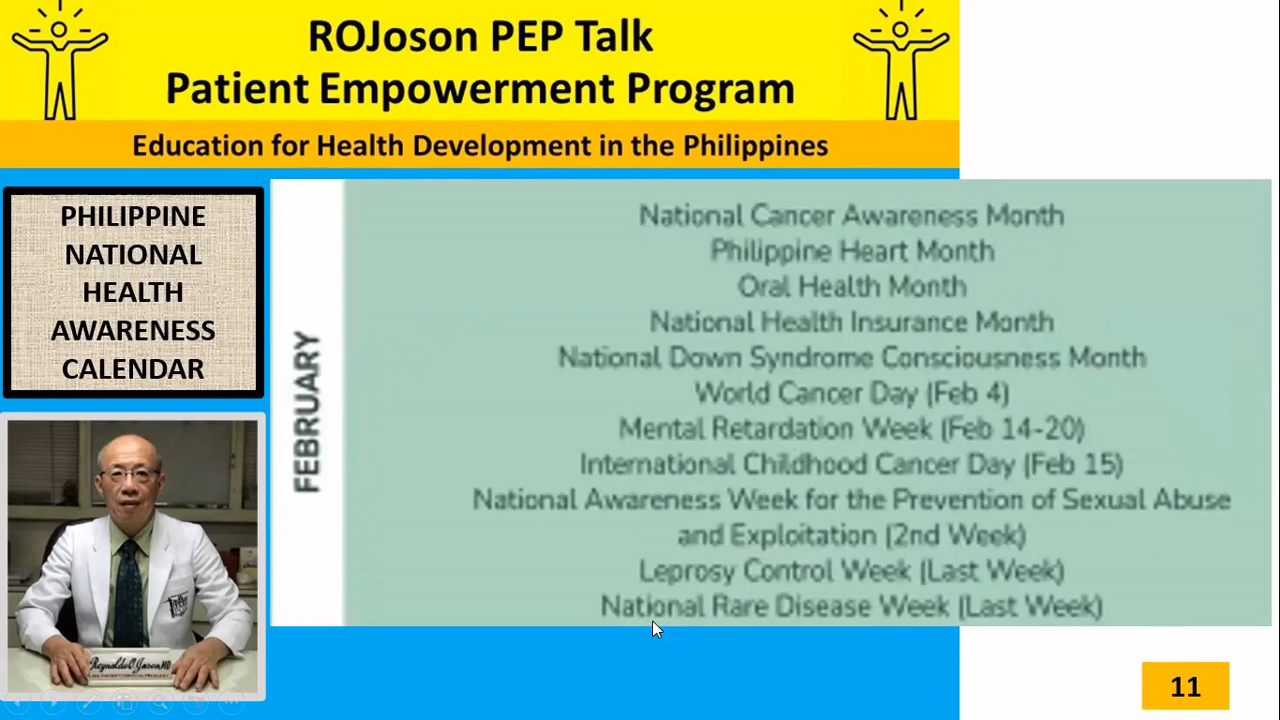 ROJoson PEP Talk
Patient Empowerment Program
Education for Health Development in the Philippines
PHILIPPINE
NATIONAL
HEALTH
AWARENESS
CALENDAR
FEBRUARY
National Cancer Awareness Month
Philippine Heart Month
Oral Health Month
National Health Insurance Month
National Down Syndrome Consciousness Month
World Cancer Day (Feb 4)
Mental Retardation Week (Feb 14-20)
International Childhood Cancer Day (Feb 15)
National Awareness Week for the Prevention of Sexual Abuse
and Exploitation (2nd Week)
Leprosy Control Week (Last Week)
National Rare Disease Week (Last Week)
Reynaldo O. Joson MD
11